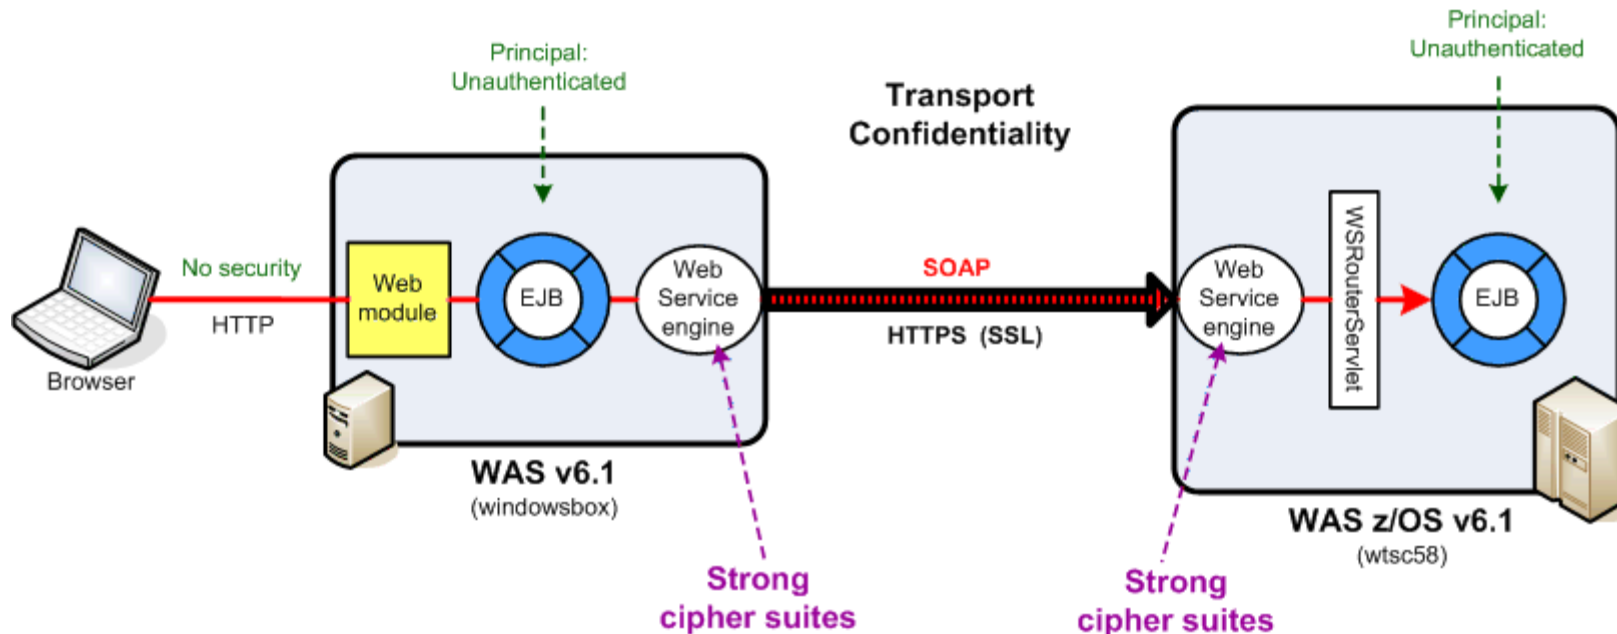 Principal:
Unauthenticated
Transport
Confidentiality
Principal:
Unauthenticated
No security
HTTP
Browser
Web
module
EJB
Web
Service
engine
SOAP
HTTPS (SSL)
Web
Service
engine
WSRouterServlet
EJB
WAS v6.1
(windowsbox)
WAS z/OS v6.1
(wtsc58)
Strong
cipher suites
Strong
cipher suites